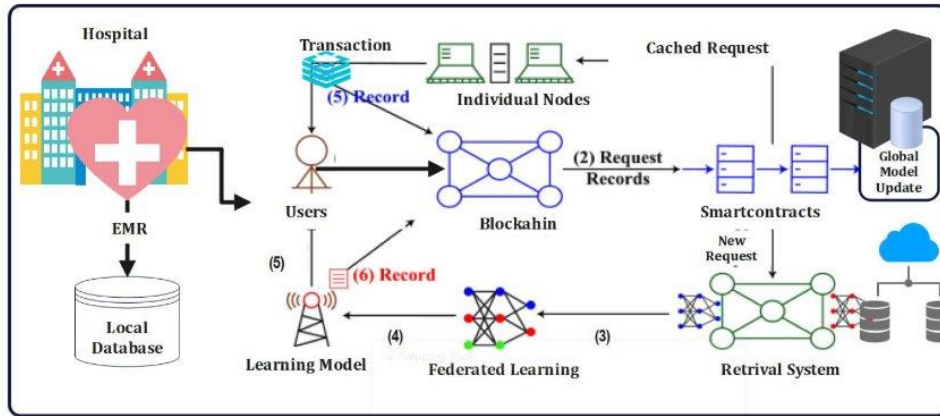 Hospital
Transaction
Cached Request
(5) Record
Individual Nodes
(2) Request
Records
Global
Model
Update
Users
Blockahin
Smartcontracts
EMR
New
Request
(5)
(6) Record
Local
Database
(4)
(3)
Learning Model
Federated Learning
Retrival System